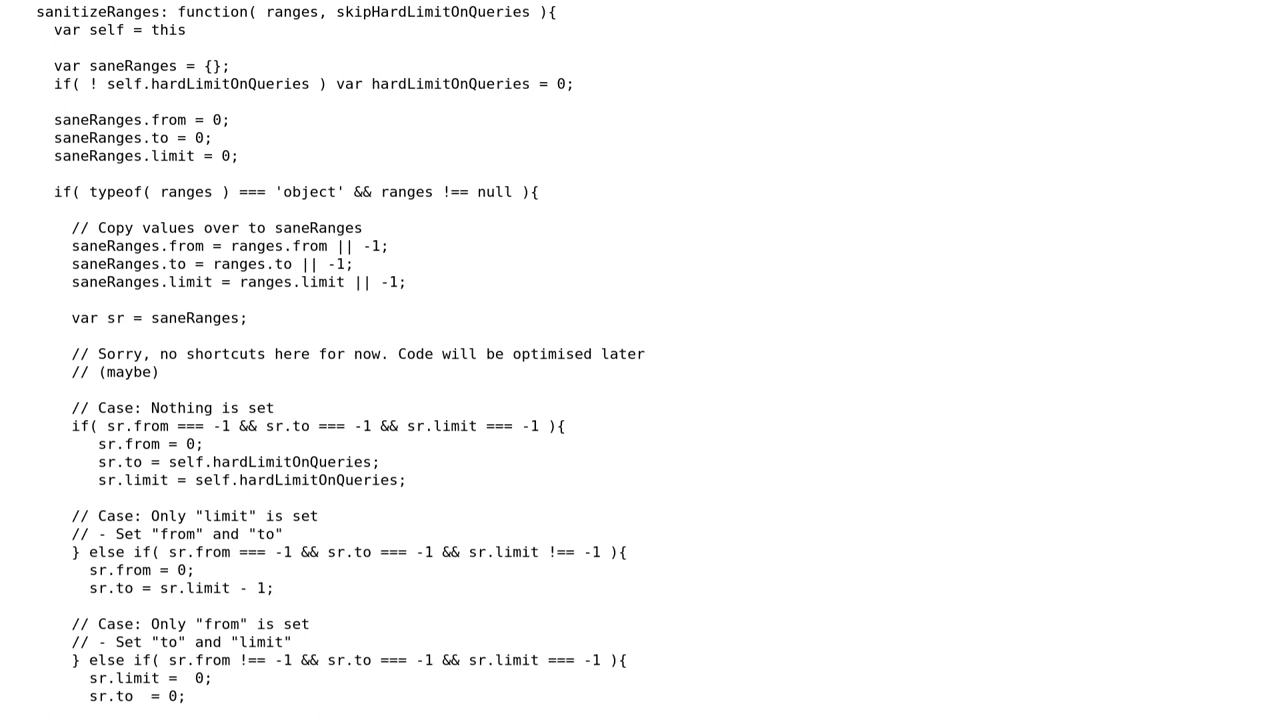 sanitizeRanges: function( ranges, skipHardLimitOnQueries ){
var self = this
var saneRanges = {};
if( ! self.hardLimitOnQueries ) var hardLimitOnQueries = 0;
saneRanges.from = 0;
saneRanges.to = 0;
saneRanges.limit = 0;
if( typeof( ranges ) === 'object' && ranges !== null ){
// Copy values over to saneRanges
saneRanges.from = ranges.from || -1;
saneRanges.to = ranges.to || -1;
saneRanges.limit = ranges.limit || -1;
var sr = saneRanges;
// Sorry, no shortcuts here for now. Code will be optimised later
// (maybe)
// Case: Nothing is set
if( sr.from === -1 && sr.to === -1 && sr.limit === -1 ){
sr.from = 0;
sr.to = self.hardLimitOnQueries;
sr.limit = self.hardLimitOnQueries;
// Case: Only "limit" is set
// - Set "from" and "to"
} else if( sr.from === -1 && sr.to === -1 && sr.limit !== -1 ){
sr.from = 0;
sr.to = sr.limit - 1;
// Case: Only "from" is set
// - Set "to" and "limit"
} else if( sr.from !== -1 && sr.to === -1 && sr.limit === -1 ){
sr.limit =  0;
sr.to  = 0;